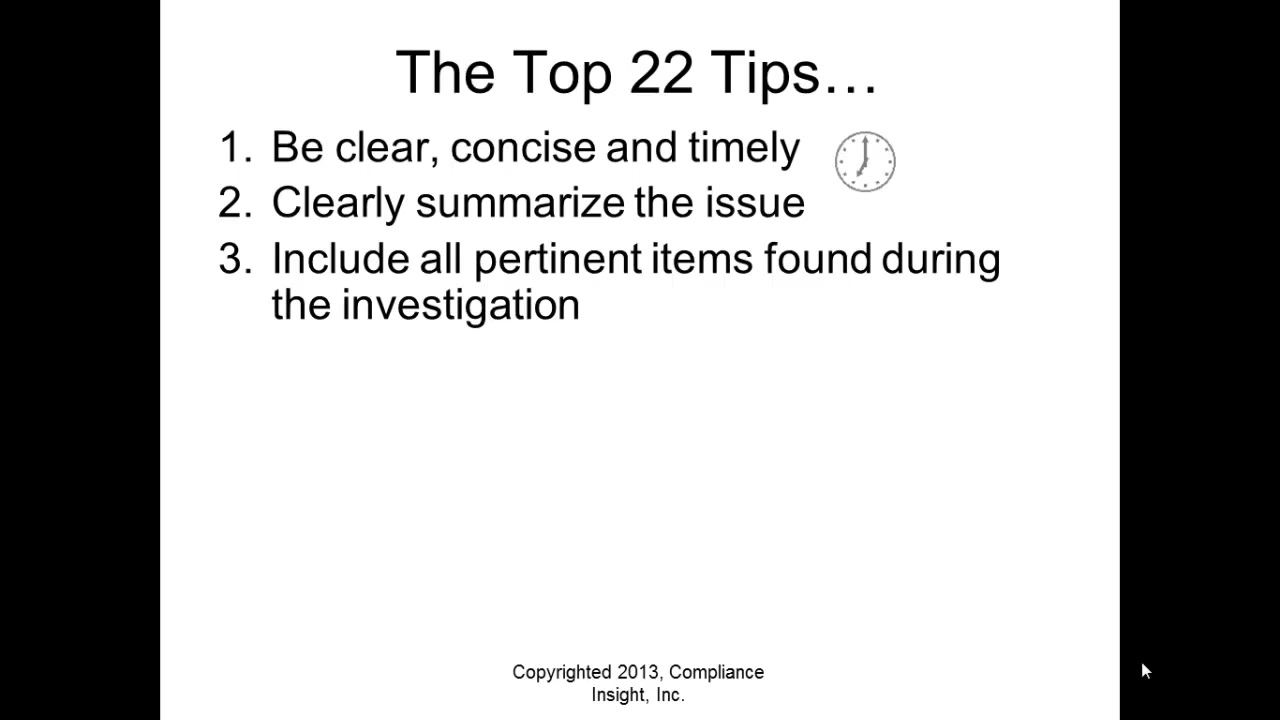 The Top 22 Tips…
1. Be clear, concise and timely
2. Clearly summarize the issue
3. Include all pertinent items found during
the investigation
Copyrighted 2013, Compliance
Insight, Inc.